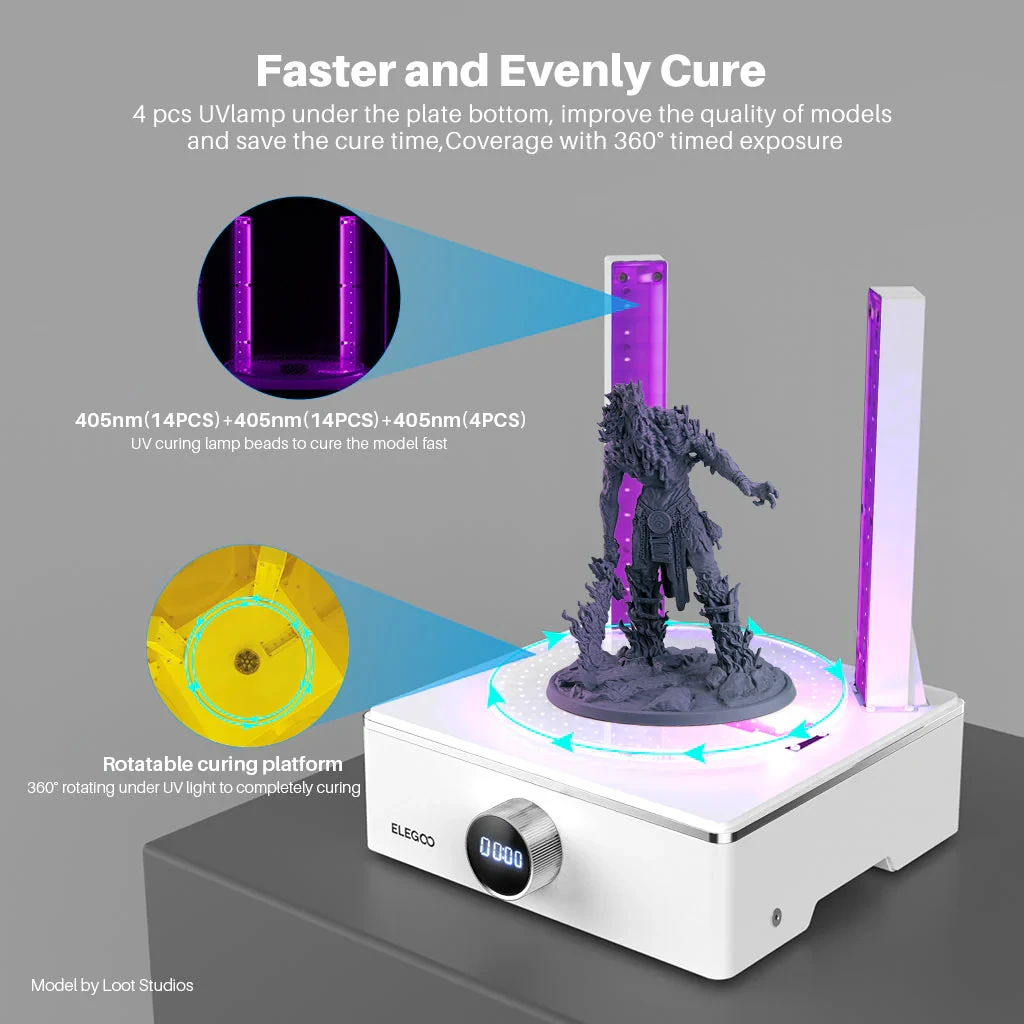 Faster and Evenly Cure
4 pcs UVlamp under the plate bottom, improve the quality of models
and save the cure time,Coverage with 360° timed exposure
405nm(14PCS)+405nm(14PCS)+405nm(4PCS)
UV curing lamp beads to cure the model fast
Rotatable curing platform
360° rotating under UV light to completely curing
ELEGOO
00:00
Model by Loot Studios